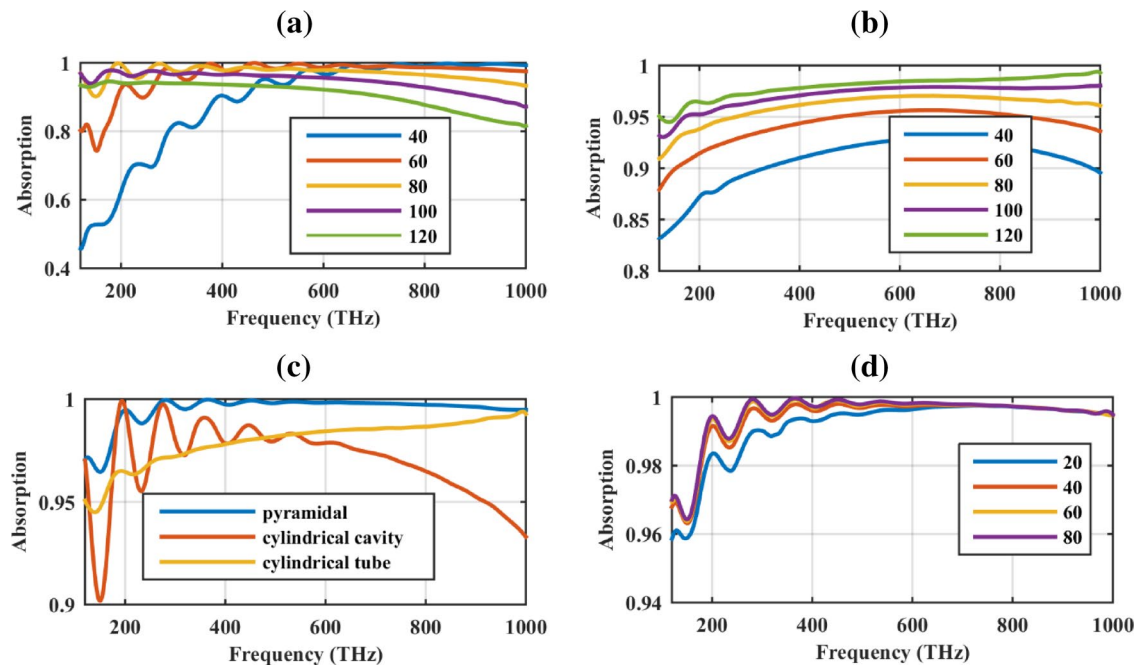 (a)
1
0.8
0.6
0.4
Absorption
40
60
80
100
120
200 400 600 800 1000
Frequency (THz)
(b)
1
0.95
0.9
0.85
0.8
Absorption
40
60
80
100
120
200 400 600 800 1000
Frequency (THz)
(c)
1
0.95
0.9
Absorption
pyramidal
cylindrical cavity
cylindrical tube
200 400 600 800 1000
Frequency (THz)
(d)
1
0.98
0.96
0.94
Absorption
20
40
60
80
200 400 600 800 1000
Frequency (THz)